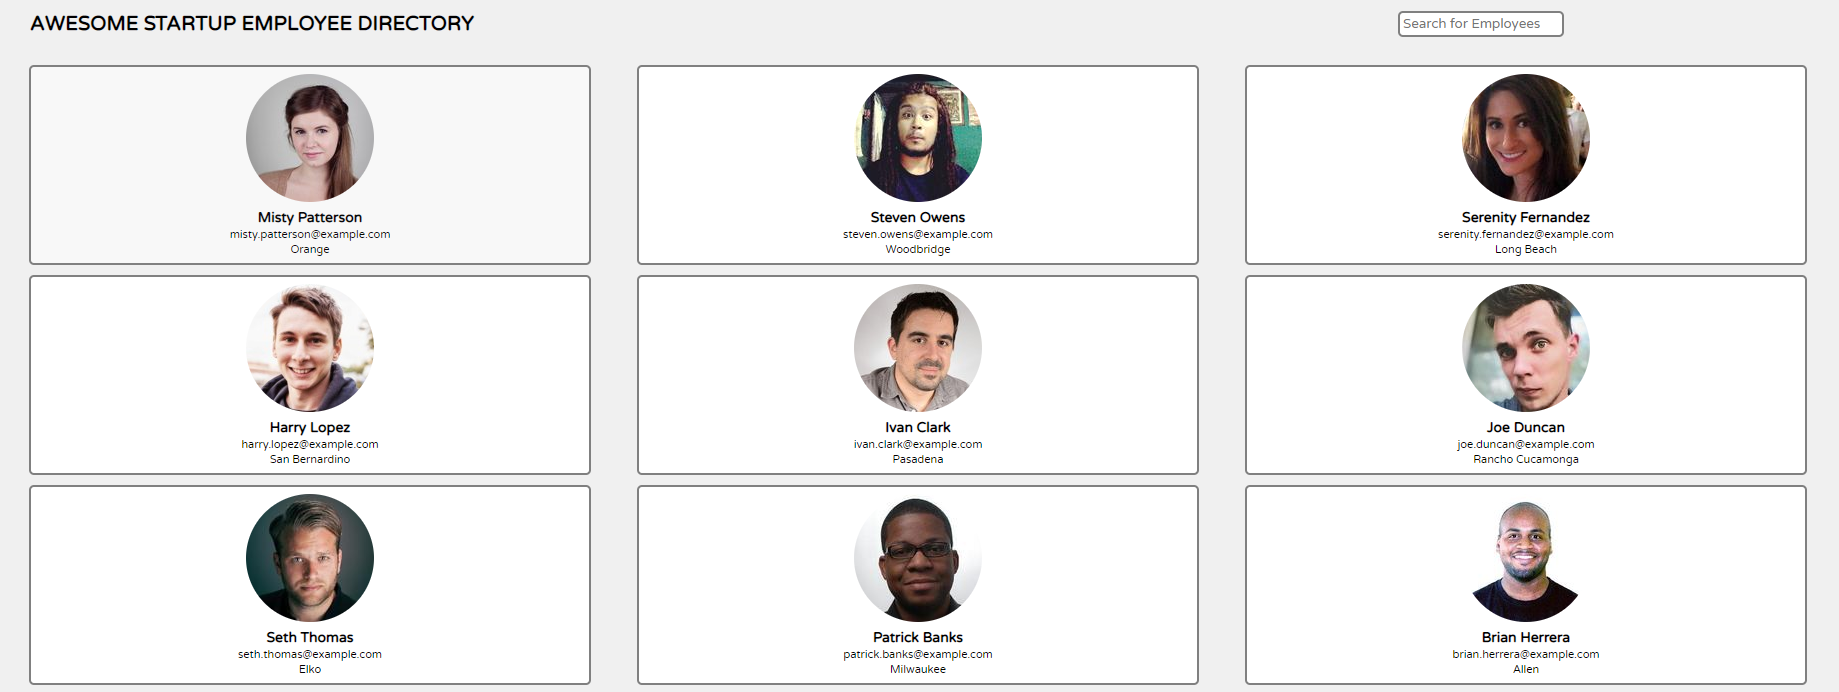 AWESOME STARTUP EMPLOYEE DIRECTORY
Search for Employees
Misty Patterson
misty.patterson@example.com
Orange
Steven Owens
steven.owens@example.com
Woodbridge
Serenity Fernandez
serenity.fernandez@example.com
Long Beach
Harry Lopez
harry.lopez@example.com
San Bernardino
Ivan Clark
ivan.clark@example.com
Pasadena
Joe Duncan
joe.duncan@example.com
Rancho Cucamonga
Seth Thomas
seth.thomas@example.com
Elko
Patrick Banks
patrick.banks@example.com
Milwaukee
Brian Herrera
brian.herrera@example.com
Allen